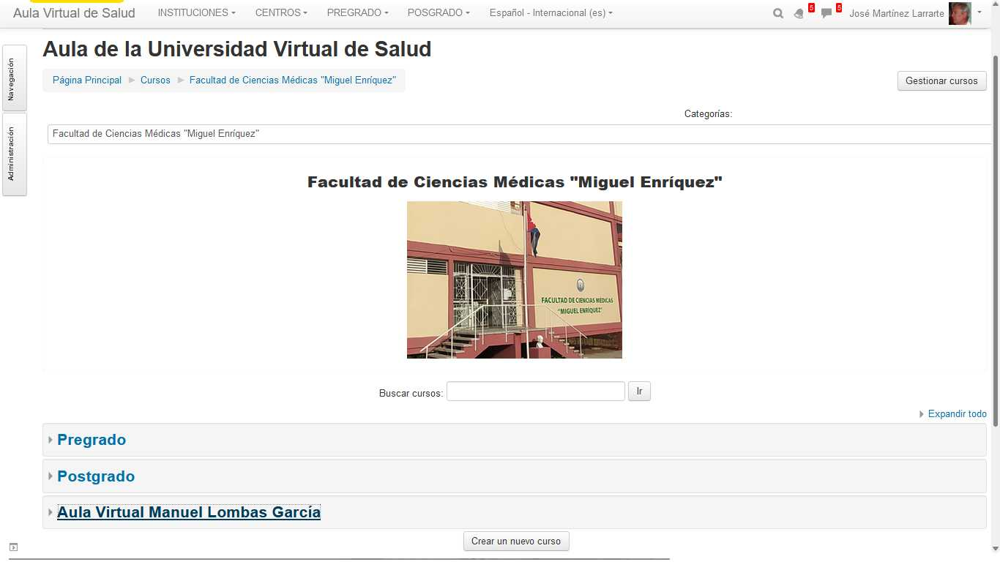 Aula Virtual de Salud INSTITUCIONES CENTROS PREGRADO POSGRADO Español - Internacional (es) 5 5 José Martínez Larrarte
Aula de la Universidad Virtual de Salud
Navegación
Página Principal Cursos Facultad de Ciencias Médicas "Miguel Enríquez"
Gestionar cursos
Administración
Categorías:
Facultad de Ciencias Médicas "Miguel Enríquez"
Facultad de Ciencias Médicas "Miguel Enríquez"
FACULTAD DE CIENCIAS MÉDICAS
"MIGUEL ENRÍQUEZ"
Buscar cursos: Ir
Expandir todo
Pregrado
Postgrado
Aula Virtual Manuel Lombas García
Crear un nuevo curso